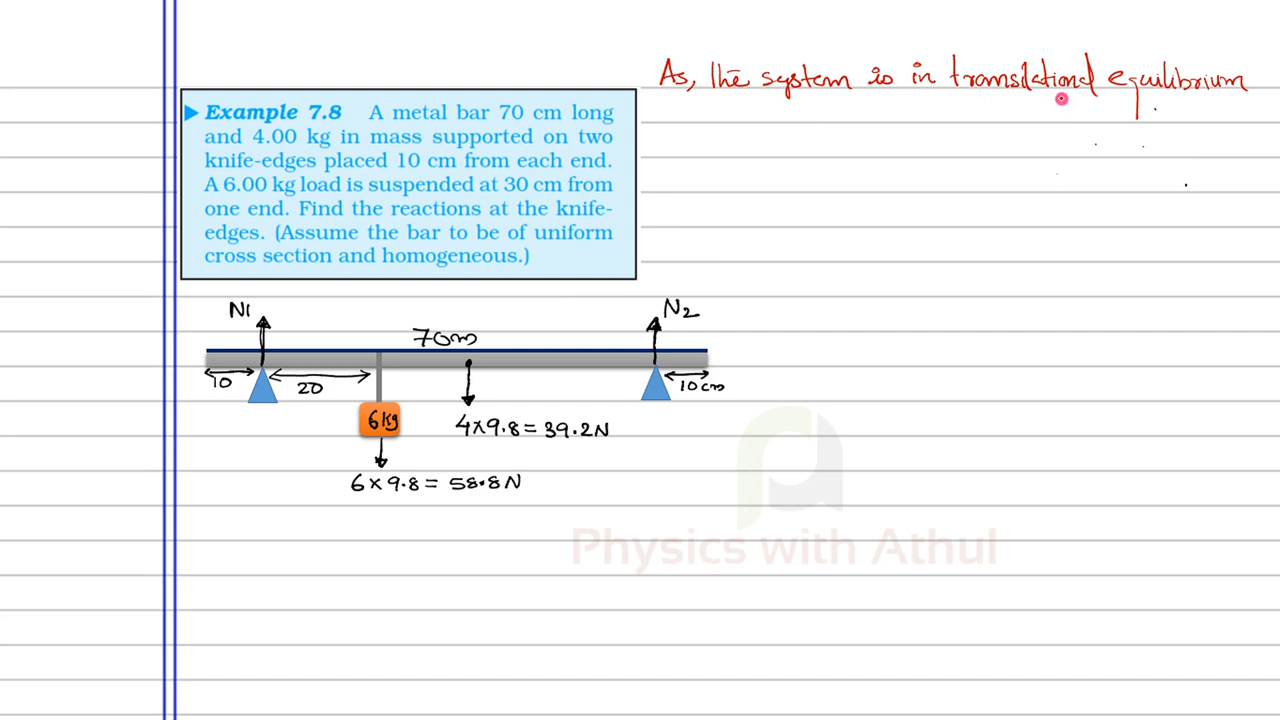 As, the system is in translational equilibrium
Example 7.8 A metal bar 70 cm long
and 4.00 kg in mass supported on two
knife-edges placed 10 cm from each end.
A 6.00 kg load is suspended at 30 cm from
one end. Find the reactions at the knife-
edges. (Assume the bar to be of uniform
cross section and homogeneous.)
N1
N2
70cm
10
20
10cm
6kg
4×9.8 = 39.2N
6×9.8 = 58.8N
Physics with Athul